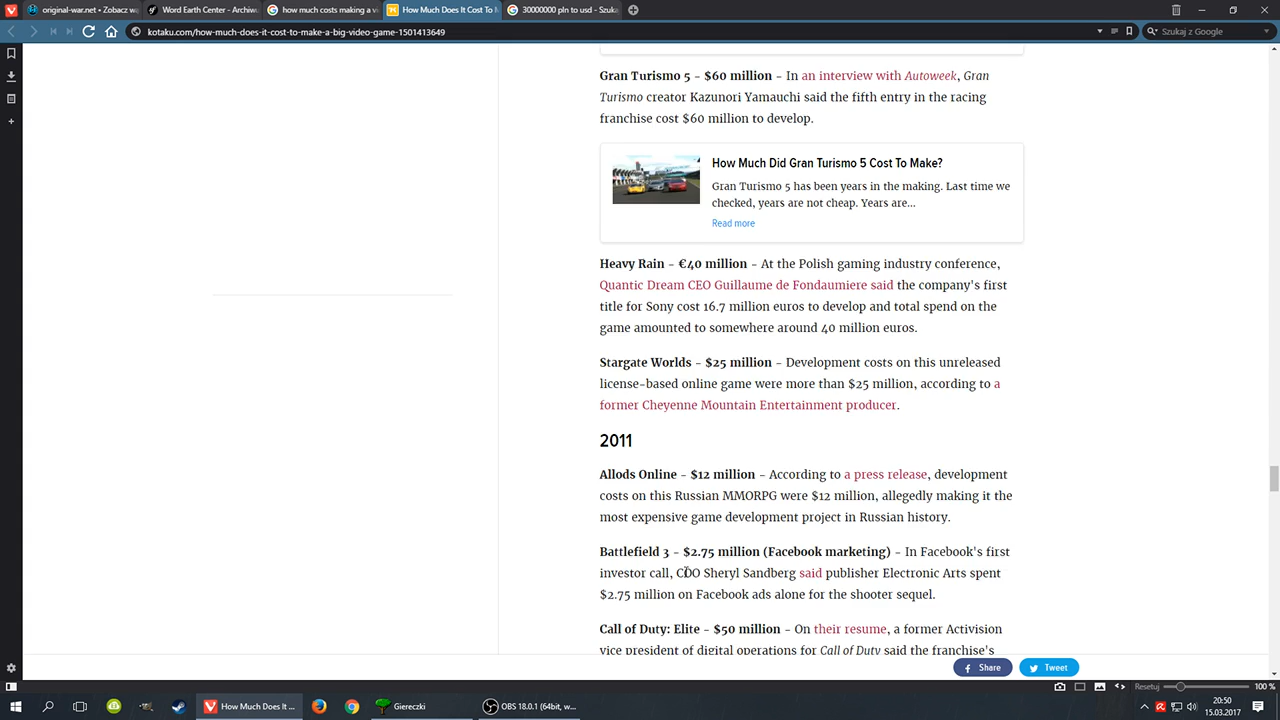 original-war.net • Zobacz w
Word Earth Center - Archiw
how much costs making a v
How Much Does It Cost To M
30000000 pln to usd - Szuka
kotaku.com/how-much-does-it-cost-to-make-a-big-video-game-1501413649
Szukaj z Google
Gran Turismo 5 - $60 million - In an interview with Autoweek, Gran
Turismo creator Kazunori Yamauchi said the fifth entry in the racing
franchise cost $60 million to develop.
How Much Did Gran Turismo 5 Cost To Make?
Gran Turismo 5 has been years in the making. Last time we
checked, years are not cheap. Years are...
Read more
Heavy Rain - €40 million - At the Polish gaming industry conference,
Quantic Dream CEO Guillaume de Fondaumiere said the company's first
title for Sony cost 16.7 million euros to develop and total spend on the
game amounted to somewhere around 40 million euros.
Stargate Worlds - $25 million - Development costs on this unreleased
license-based online game were more than $25 million, according to a
former Cheyenne Mountain Entertainment producer.
2011
Allods Online - $12 million - According to a press release, development
costs on this Russian MMORPG were $12 million, allegedly making it the
most expensive game development project in Russian history.
Battlefield 3 - $2.75 million (Facebook marketing) - In Facebook's first
investor call, COO Sheryl Sandberg said publisher Electronic Arts spent
$2.75 million on Facebook ads alone for the shooter sequel.
Call of Duty: Elite - $50 million - On their resume, a former Activision
vice president of digital operations for Call of Duty said the franchise's
Share
Tweet
Resetuj
100 %
How Much Does It ...
Giereczki
OBS 18.0.1 (64bit, w...
20:50
15.03.2017